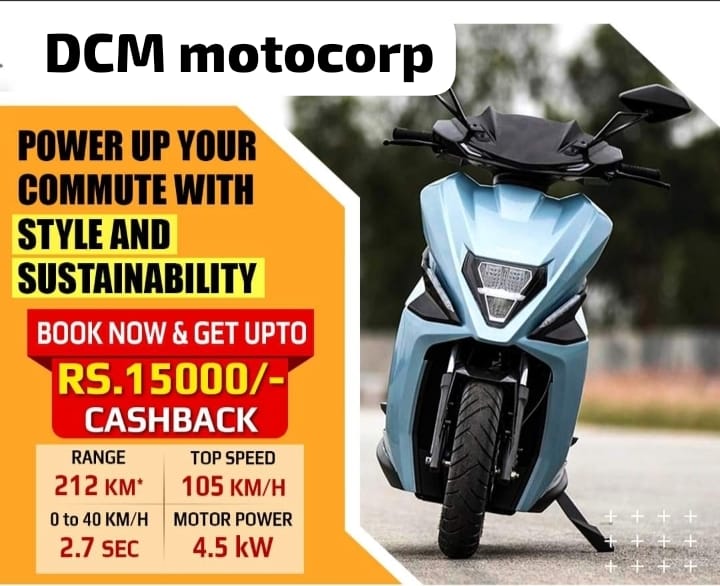 DCM motocorp
POWER UP YOUR
COMMUTE WITH
STYLE AND
SUSTAINABILITY
BOOK NOW & GET UPTO
RS.15000/-
CASHBACK
RANGE
212 KM*
TOP SPEED
105 KM/H
0 to 40 KM/H
2.7 SEC
MOTOR POWER
4.5 kW